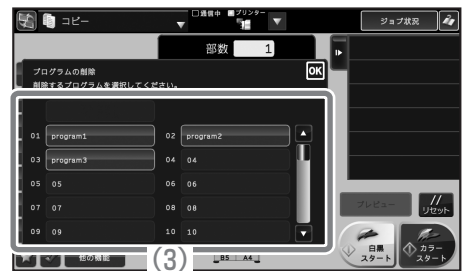 コピー
□通信中 ■プリンター
ジョブ状況
部数 1
プログラムの削除
OK
削除するプログラムを選択してください。
01 program1 02 program2
03 program3 04 04
05 05 06 06
07 07 08 08
09 09 10 10
プレビュー
//
リセット
白黒
スタート
カラー
スタート
他の機能
B5 A4
(3)